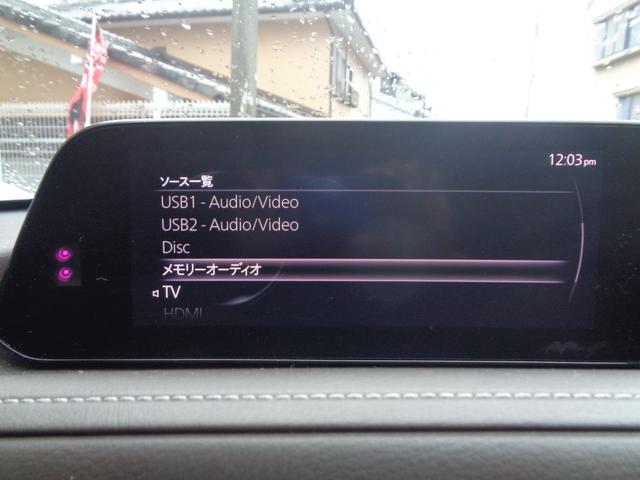 12:03pm
ソース一覧
USB1 - Audio/Video
USB2 - Audio/Video
Disc
メモリーオーディオ
TV
HDMI